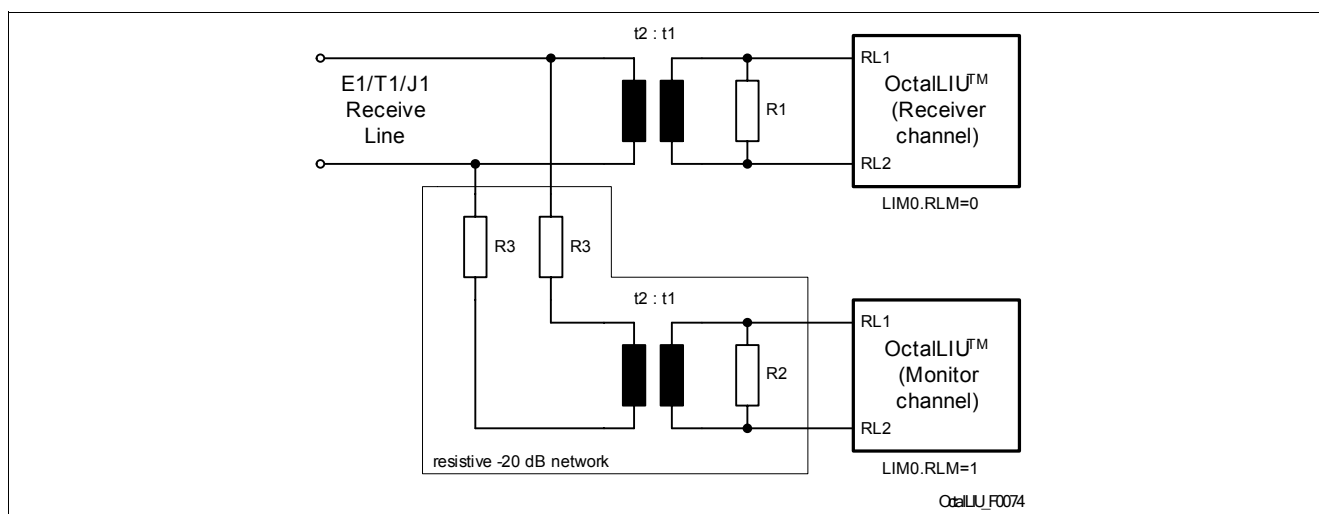 t2 : t1
E1/T1/J1
Receive
Line
R1
RL1
OctalLIU™
(Receiver
channel)
RL2
LIM0.RLM=0
R3
R3
t2 : t1
R2
RL1
OctalLIU™
(Monitor
channel)
RL2
resistive -20 dB network
LIM0.RLM=1
OctalLIU_F0074